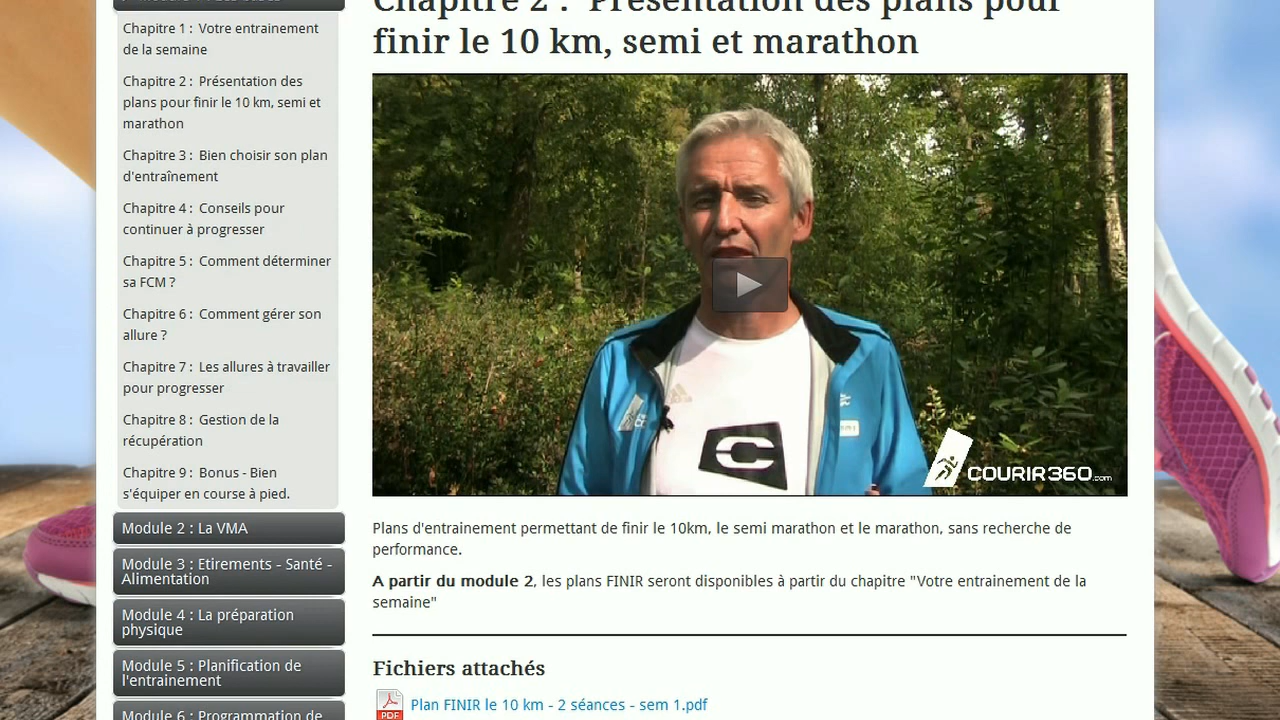 Chapitre 2 : Présentation des plans pour
finir le 10 km, semi et marathon
Chapitre 1 : Votre entrainement
de la semaine
Chapitre 2 : Présentation des
plans pour finir le 10 km, semi et
marathon
Chapitre 3 : Bien choisir son plan
d'entraînement
Chapitre 4 : Conseils pour
continuer à progresser
Chapitre 5 : Comment déterminer
sa FCM ?
Chapitre 6 : Comment gérer son
allure ?
Chapitre 7 : Les allures à travailler
pour progresser
Chapitre 8 : Gestion de la
récupération
Chapitre 9 : Bonus - Bien
s'équiper en course à pied.
Module 2 : La VMA
Module 3 : Etirements - Santé -
Alimentation
Module 4 : La préparation
physique
Module 5 : Planification de
l'entrainement
Module 6 : Programmation de
COURIR360.com
Plans d'entrainement permettant de finir le 10km, le semi marathon et le marathon, sans recherche de
performance.
A partir du module 2, les plans FINIR seront disponibles à partir du chapitre "Votre entrainement de la
semaine"
Fichiers attachés
PDF
Plan FINIR le 10 km - 2 séances - sem 1.pdf